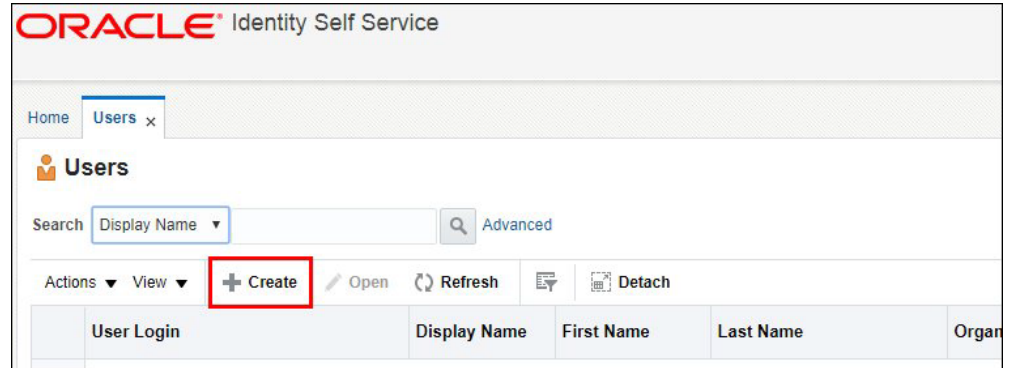 ORACLE® Identity Self Service
Home Users x
Users
Search Display Name ▼ Advanced
Actions ▼ View ▼ Create Open Refresh Detach
User Login Display Name First Name Last Name Organ